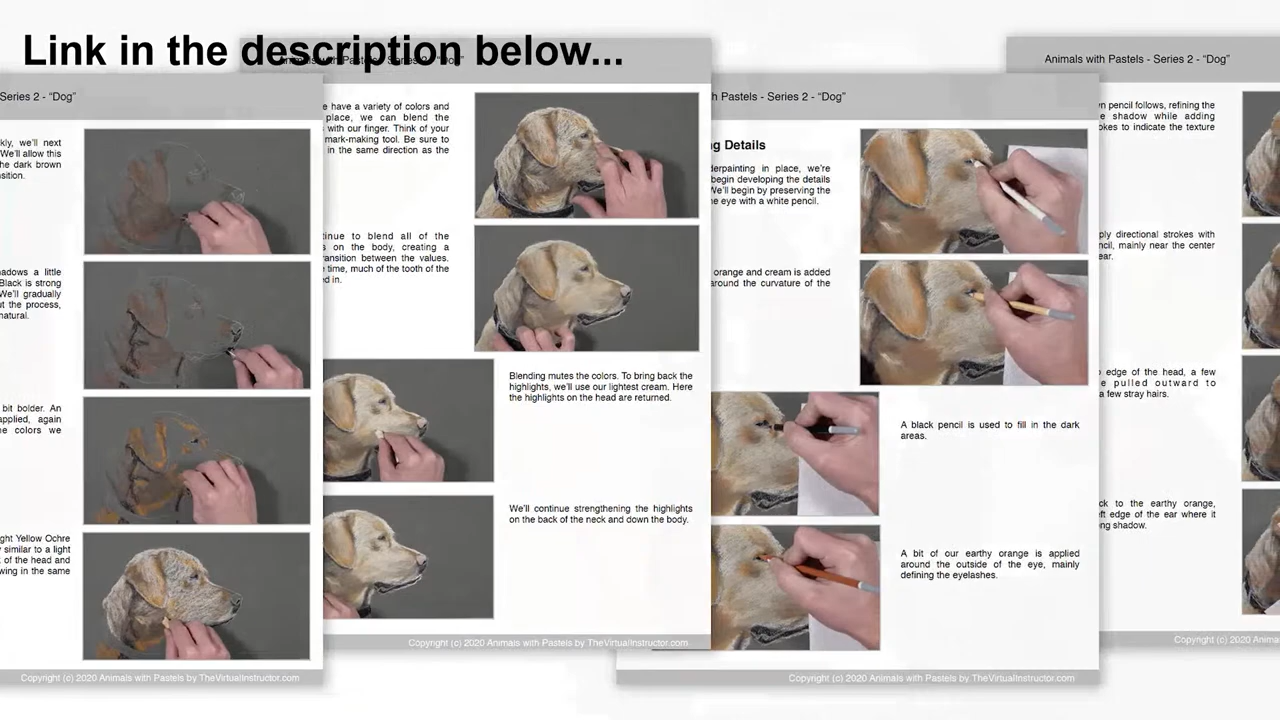 Link in the description below...
Series 2 - “Dog”
kly, we'll next
We'll allow this
the dark brown
sition.
adows a little
Black is strong
We'll gradually
ut the process,
natural.
bit bolder. An
applied, again
e colors we
ght Yellow Ochre
similar to a light
of the head and
wing in the same
Copyright (c) 2020 Animals with Pastels by TheVirtualInstructor.com
Animals with Pastels - Series 2 - “Dog”
e have a variety of colors and
place, we can blend the
with our finger. Think of your
mark-making tool. Be sure to
in the same direction as the
tinue to blend all of the
s on the body, creating a
ransition between the values.
time, much of the tooth of the
d in.
Blending mutes the colors. To bring back the
highlights, we'll use our lightest cream. Here
the highlights on the head are returned.
We'll continue strengthening the highlights
on the back of the neck and down the body.
Copyright (c) 2020 Animals with Pastels by TheVirtualInstructor.com
h Pastels - Series 2 - “Dog”
g Details
derpainting in place, we're
begin developing the details
We'll begin by preserving the
he eye with a white pencil.
orange and cream is added
around the curvature of the
A black pencil is used to fill in the dark
areas.
A bit of our earthy orange is applied
around the outside of the eye, mainly
defining the eyelashes.
Copyright (c) 2020 Animals with Pastels by TheVirtualInstructor.com
Animals with Pastels - Series 2 - “Dog”
n pencil follows, refining the
e shadow while adding
okes to indicate the texture
ply directional strokes with
ncil, mainly near the center
ear.
edge of the head, a few
e pulled outward to
a few stray hairs.
ck to the earthy orange,
ft edge of the ear where it
ng shadow.
Copyright (c) 2020 Anima